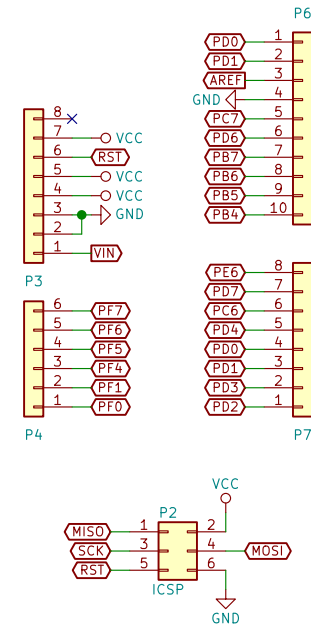 P6
PD0 1
PD1 2
AREF 3
GND 4
PC7 5
PD6 6
PB7 7
PB6 8
PB5 9
PB4 10
8
7 VCC
6 RST
5 VCC
4 VCC
3 GND
2
1 VIN
P3
PE6 8
PD7 7
PC6 6
PD4 5
PD0 4
PD1 3
PD3 2
PD2 1
P7
6 PF7
5 PF6
4 PF5
3 PF4
2 PF1
1 PF0
P4
VCC
P2
MISO 1 2
SCK 3 4 MOSI
RST 5 6
ICSP
GND